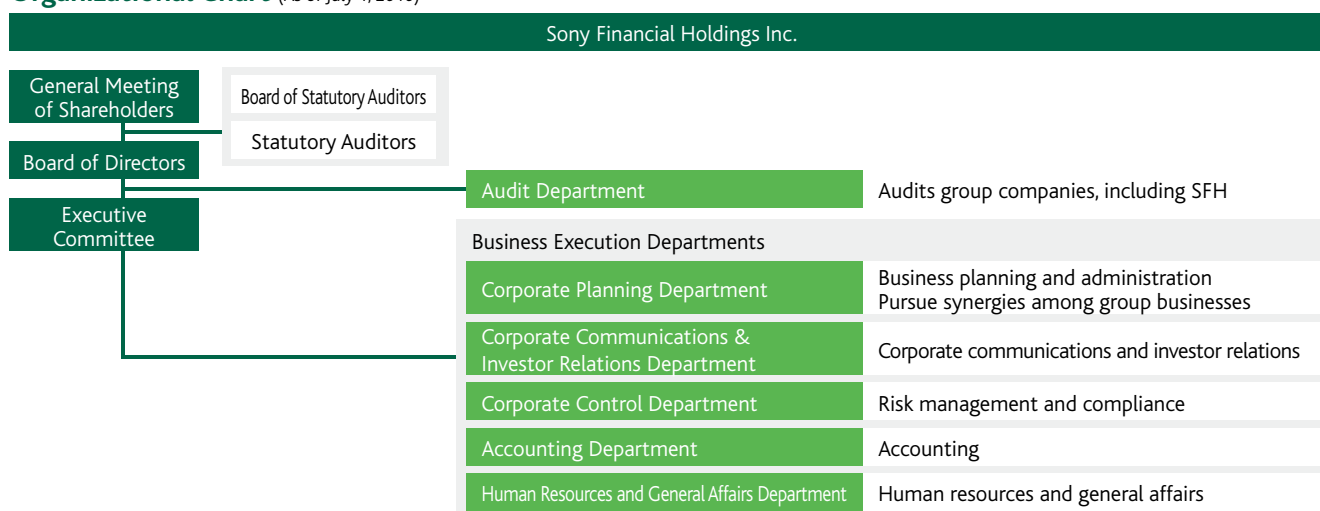 Sony Financial Holdings Inc.
General Meeting
of Shareholders
Board of Statutory Auditors
Statutory Auditors
Board of Directors
Audit Department
Audits group companies, including SFH
Executive
Committee
Business Execution Departments
Corporate Planning Department
Business planning and administration
Pursue synergies among group businesses
Corporate Communications &
Investor Relations Department
Corporate communications and investor relations
Corporate Control Department
Risk management and compliance
Accounting Department
Accounting
Human Resources and General Affairs Department
Human resources and general affairs